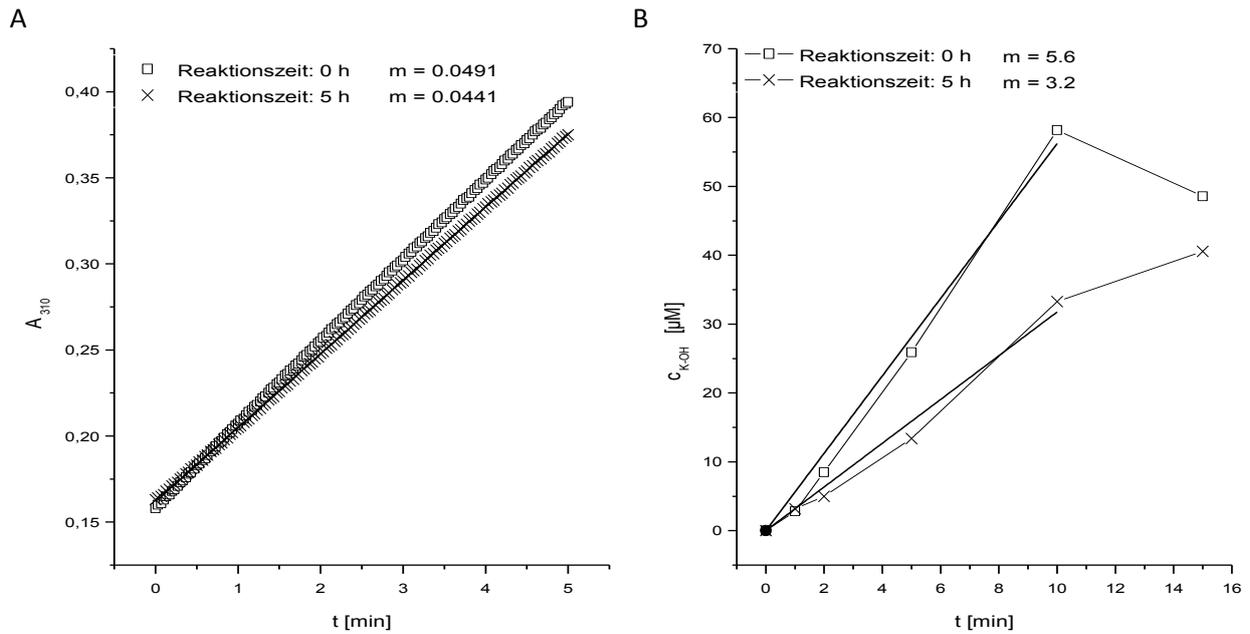 A
Reaktionszeit: 0 h m = 0.0491
Reaktionszeit: 5 h m = 0.0441
0,40
0,35
0,30
0,25
0,20
0,15
A310
0 1 2 3 4 5
t [min]
B
Reaktionszeit: 0 h m = 5.6
Reaktionszeit: 5 h m = 3.2
70
60
50
40
30
20
10
0
cK-OH [µM]
0 2 4 6 8 10 12 14 16
t [min]